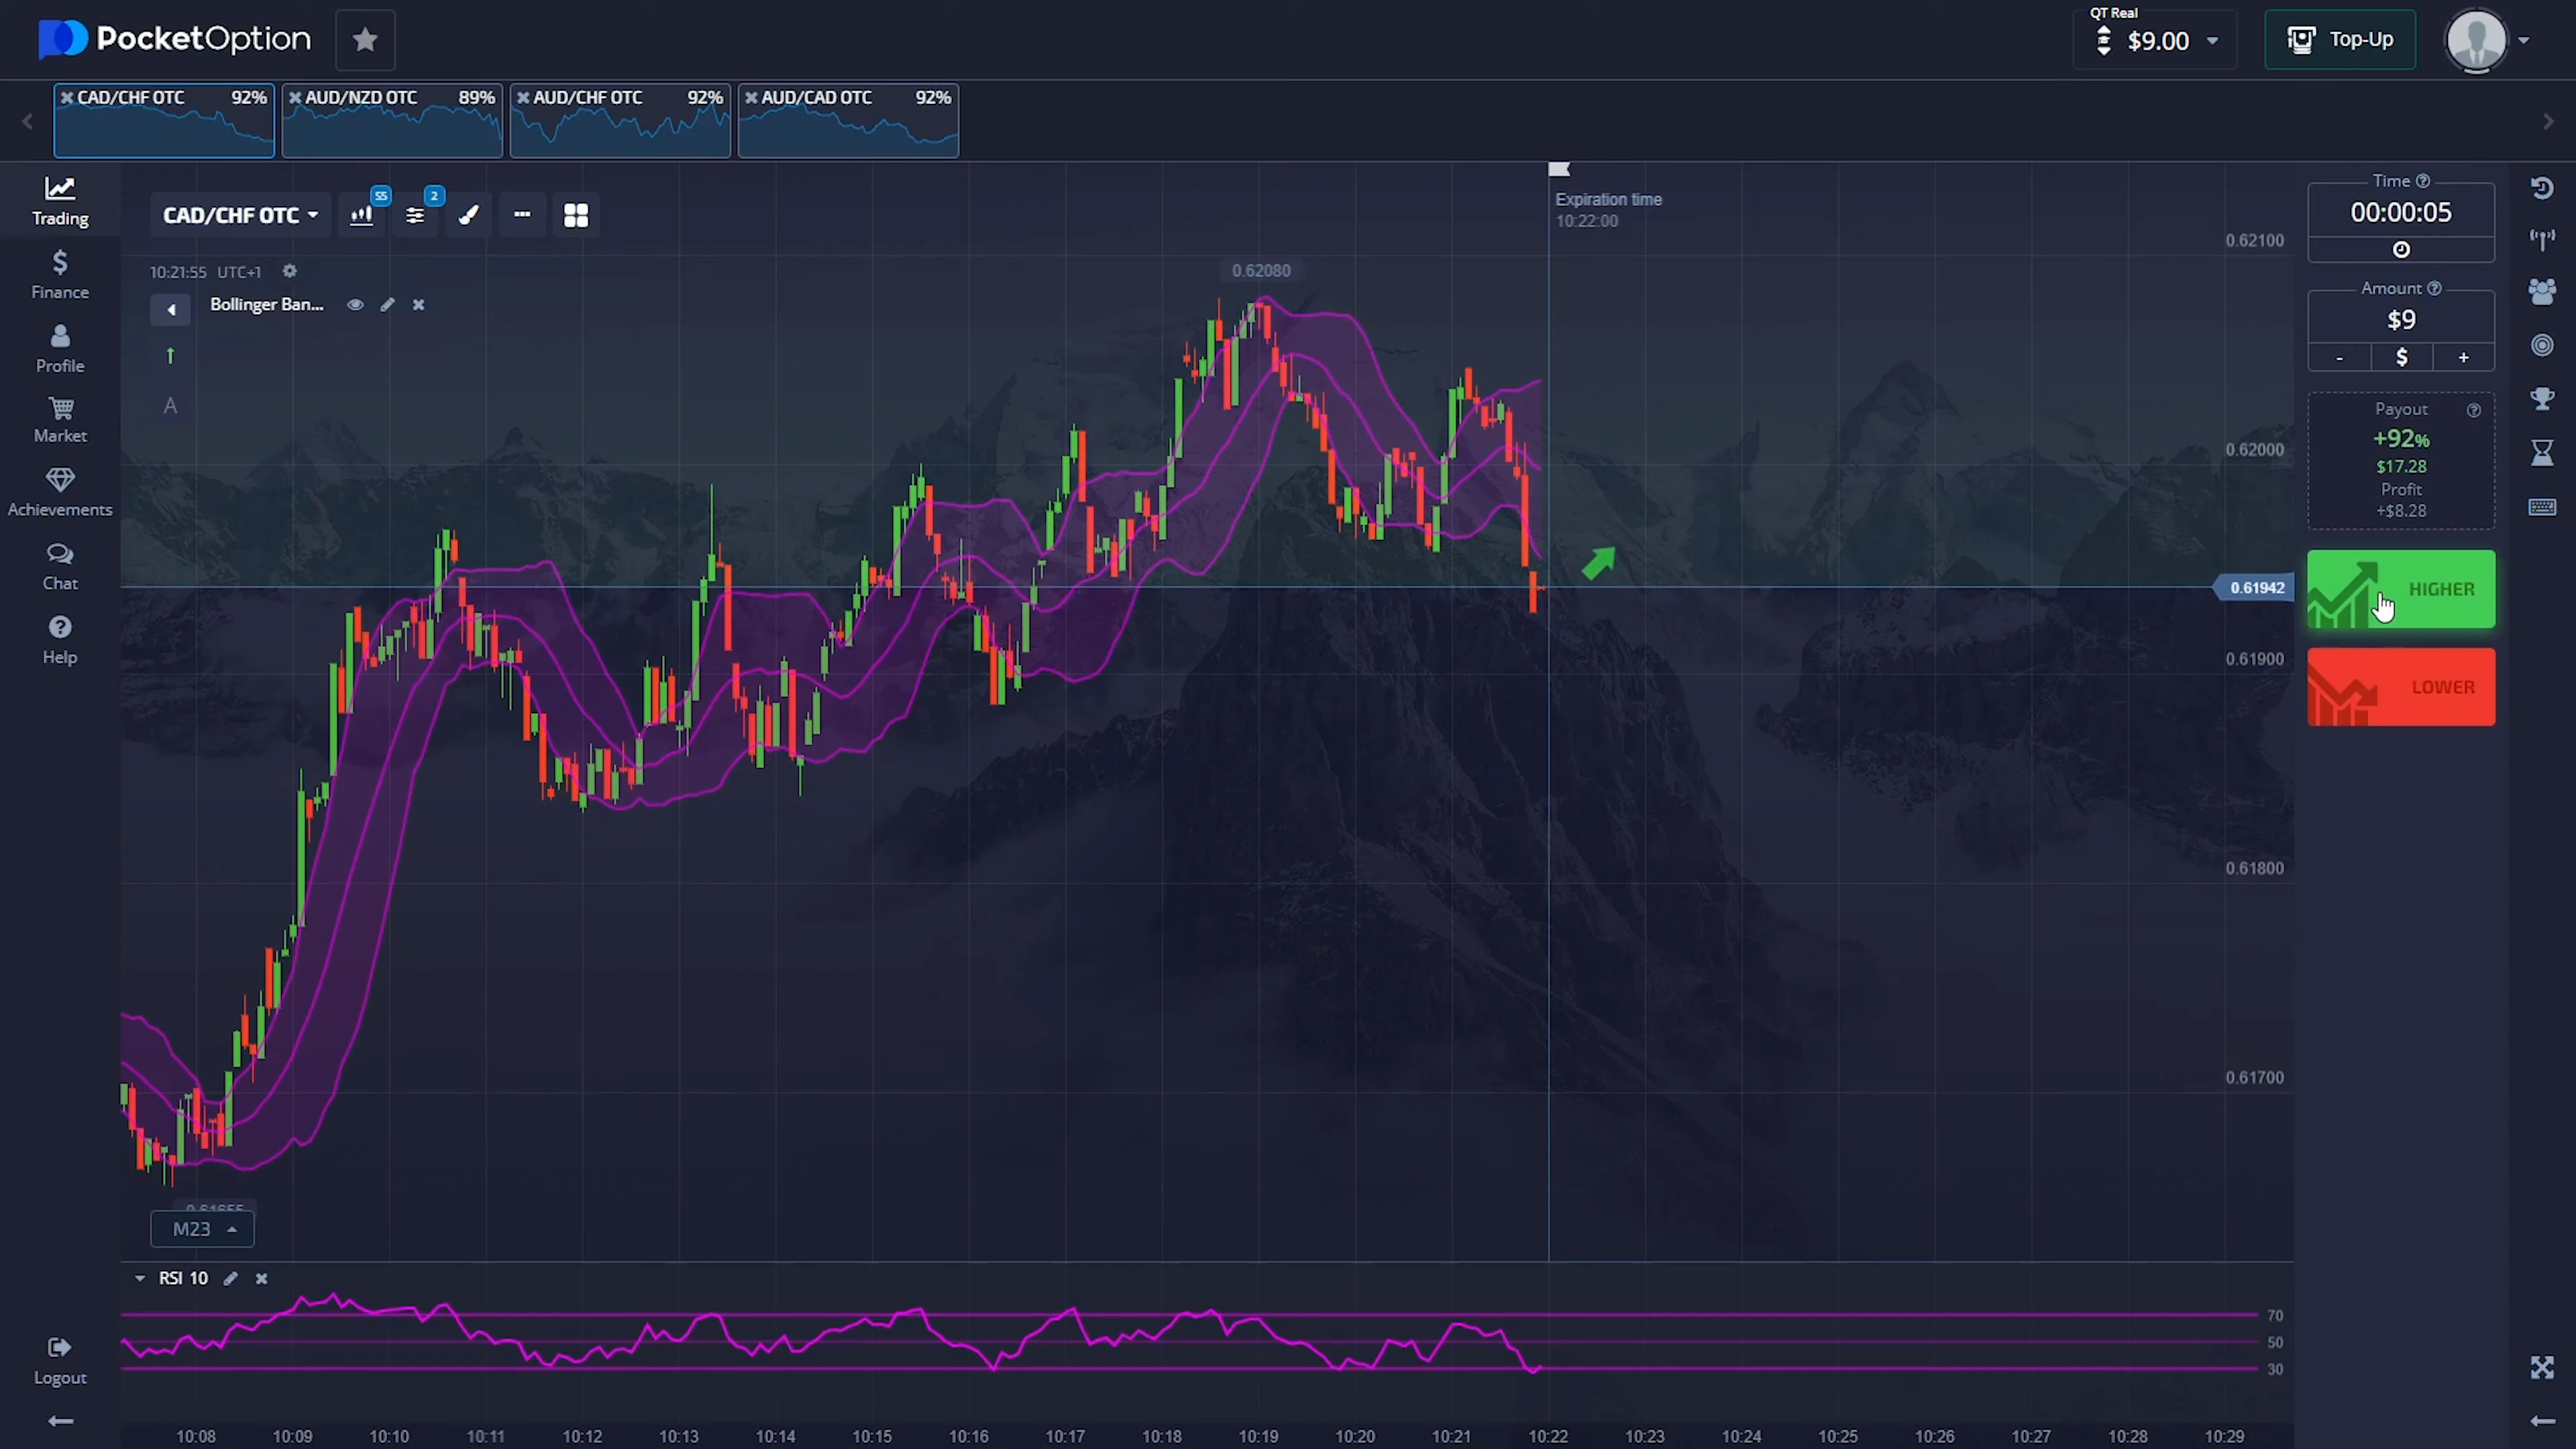 PocketOption
QT Real
$9.00
Top-Up
CAD/CHF OTC 92%
AUD/NZD OTC 89%
AUD/CHF OTC 92%
AUD/CAD OTC 92%
Trading
Finance
Profile
Market
Achievements
Chat
Help
Logout
CAD/CHF OTC
55
2
10:21:55 UTC+1
Bollinger Ban...
A
Expiration time
10:22:00
0.62080
0.62100
0.62000
0.61942
0.61900
0.61800
0.61700
0.61655
M23
RSI 10
70
50
30
10:08 10:09 10:10 10:11 10:12 10:13 10:14 10:15 10:16 10:17 10:18 10:19 10:20 10:21 10:22 10:23 10:24 10:25 10:26 10:27 10:28 10:29
Time
00:00:05
Amount
$9
- $ +
Payout
+92%
$17.28
Profit
+$8.28
HIGHER
LOWER